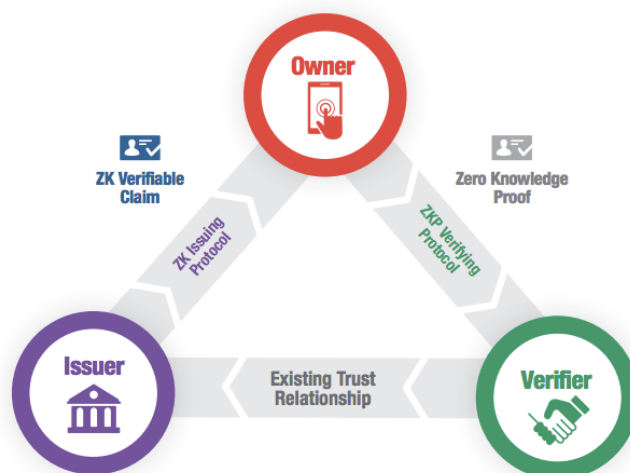 Owner
ZK Verifiable
Claim
Zero Knowledge
Proof
ZK Issuing
Protocol
ZKP Verifying
Protocol
Issuer
Existing Trust
Relationship
Verifier